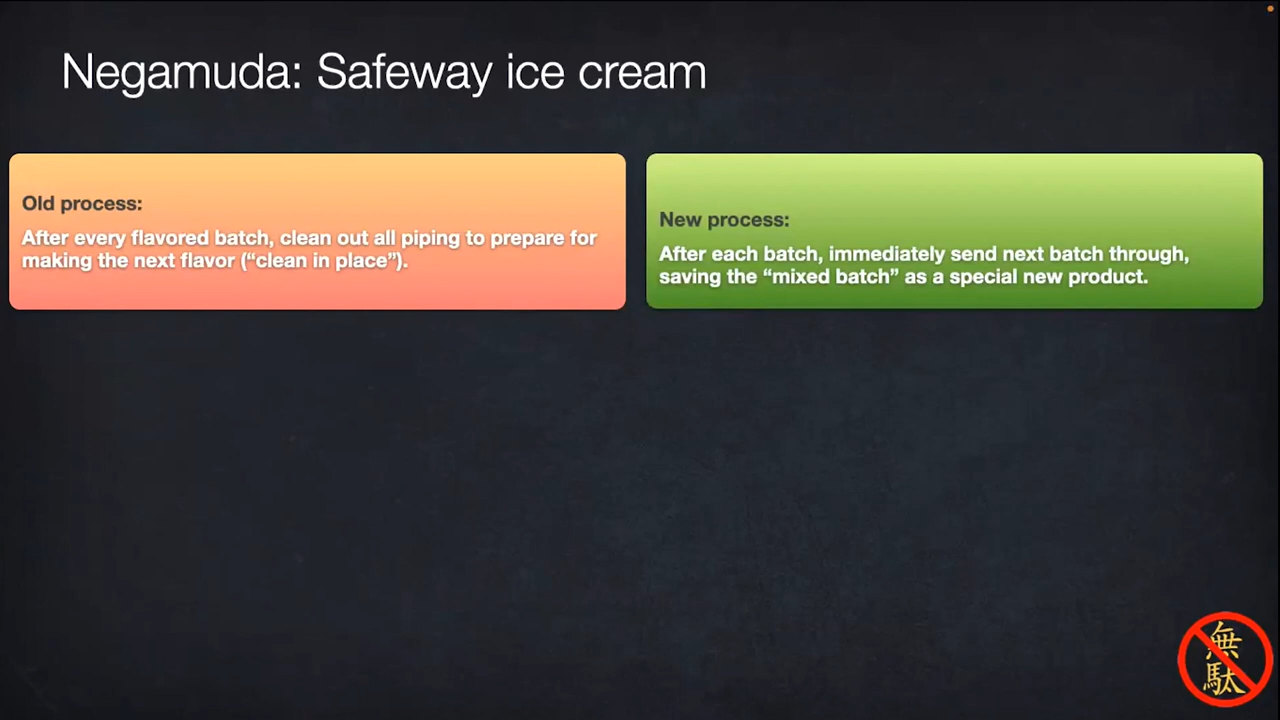 Negamuda: Safeway ice cream
Old process:
After every flavored batch, clean out all piping to prepare for
making the next flavor (“clean in place”).
New process:
After each batch, immediately send next batch through,
saving the “mixed batch” as a special new product.
無
駄